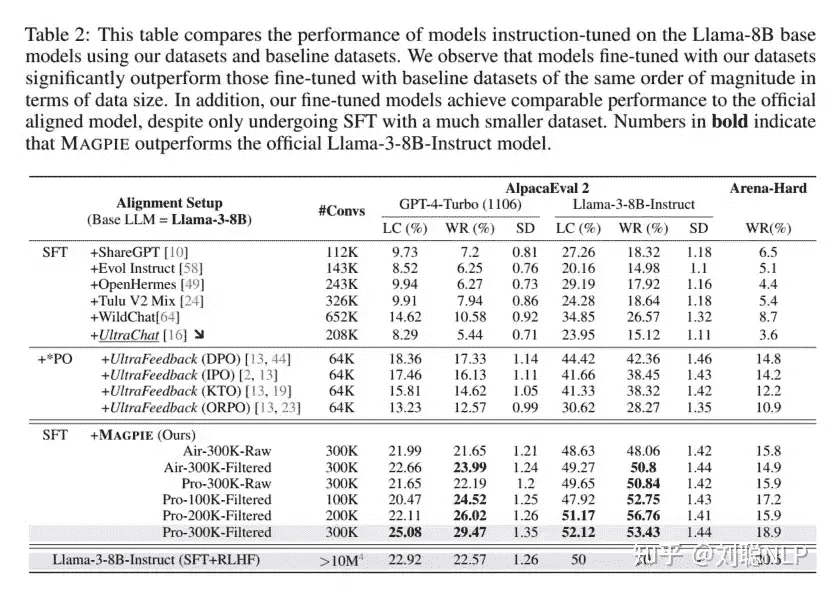 Table 2: This table compares the performance of models instruction-tuned on the Llama-8B base
models using our datasets and baseline datasets. We observe that models fine-tuned with our datasets
significantly outperform those fine-tuned with baseline datasets of the same order of magnitude in
terms of data size. In addition, our fine-tuned models achieve comparable performance to the official
aligned model, despite only undergoing SFT with a much smaller dataset. Numbers in bold indicate
that MAGPIE outperforms the official Llama-3-8B-Instruct model.
AlpacaEval 2 Arena-Hard
Alignment Setup #Convs GPT-4-Turbo (1106) Llama-3-8B-Instruct
(Base LLM = Llama-3-8B) LC (%) WR (%) SD LC (%) WR (%) SD WR(%)
SFT +ShareGPT [10] 112K 9.73 7.2 0.81 27.26 18.32 1.18 6.5
+Evol Instruct [58] 143K 8.52 6.25 0.76 20.16 14.98 1.1 5.1
+OpenHermes [49] 243K 9.94 6.27 0.73 29.19 17.92 1.16 4.4
+Tulu V2 Mix [24] 326K 9.91 7.94 0.86 24.28 18.64 1.18 5.4
+WildChat[64] 652K 14.62 10.58 0.92 34.85 26.57 1.32 8.7
+UltraChat [16] ↘ 208K 8.29 5.44 0.71 23.95 15.12 1.11 3.6
+*PO +UltraFeedback (DPO) [13, 44] 64K 18.36 17.33 1.14 44.42 42.36 1.46 14.8
+UltraFeedback (IPO) [2, 13] 64K 17.46 16.13 1.11 41.66 38.45 1.43 14.2
+UltraFeedback (KTO) [13, 19] 64K 15.81 14.62 1.05 41.33 38.32 1.42 12.2
+UltraFeedback (ORPO) [13, 23] 64K 13.23 12.57 0.99 30.62 28.27 1.35 10.9
SFT +MAGPIE (Ours)
Air-300K-Raw 300K 21.99 21.65 1.21 48.63 48.06 1.42 15.8
Air-300K-Filtered 300K 22.66 23.99 1.24 49.27 50.8 1.44 14.9
Pro-300K-Raw 300K 21.65 22.19 1.2 49.65 50.84 1.42 15.9
Pro-100K-Filtered 100K 20.47 24.52 1.25 47.92 52.75 1.43 17.2
Pro-200K-Filtered 200K 22.11 26.02 1.26 51.17 56.76 1.41 15.9
Pro-300K-Filtered 300K 25.08 29.47 1.35 52.12 53.43 1.44 18.9
Llama-3-8B-Instruct (SFT+RLHF) >10M⁴ 22.92 22.57 1.26 50
知乎 @刘聪NLP